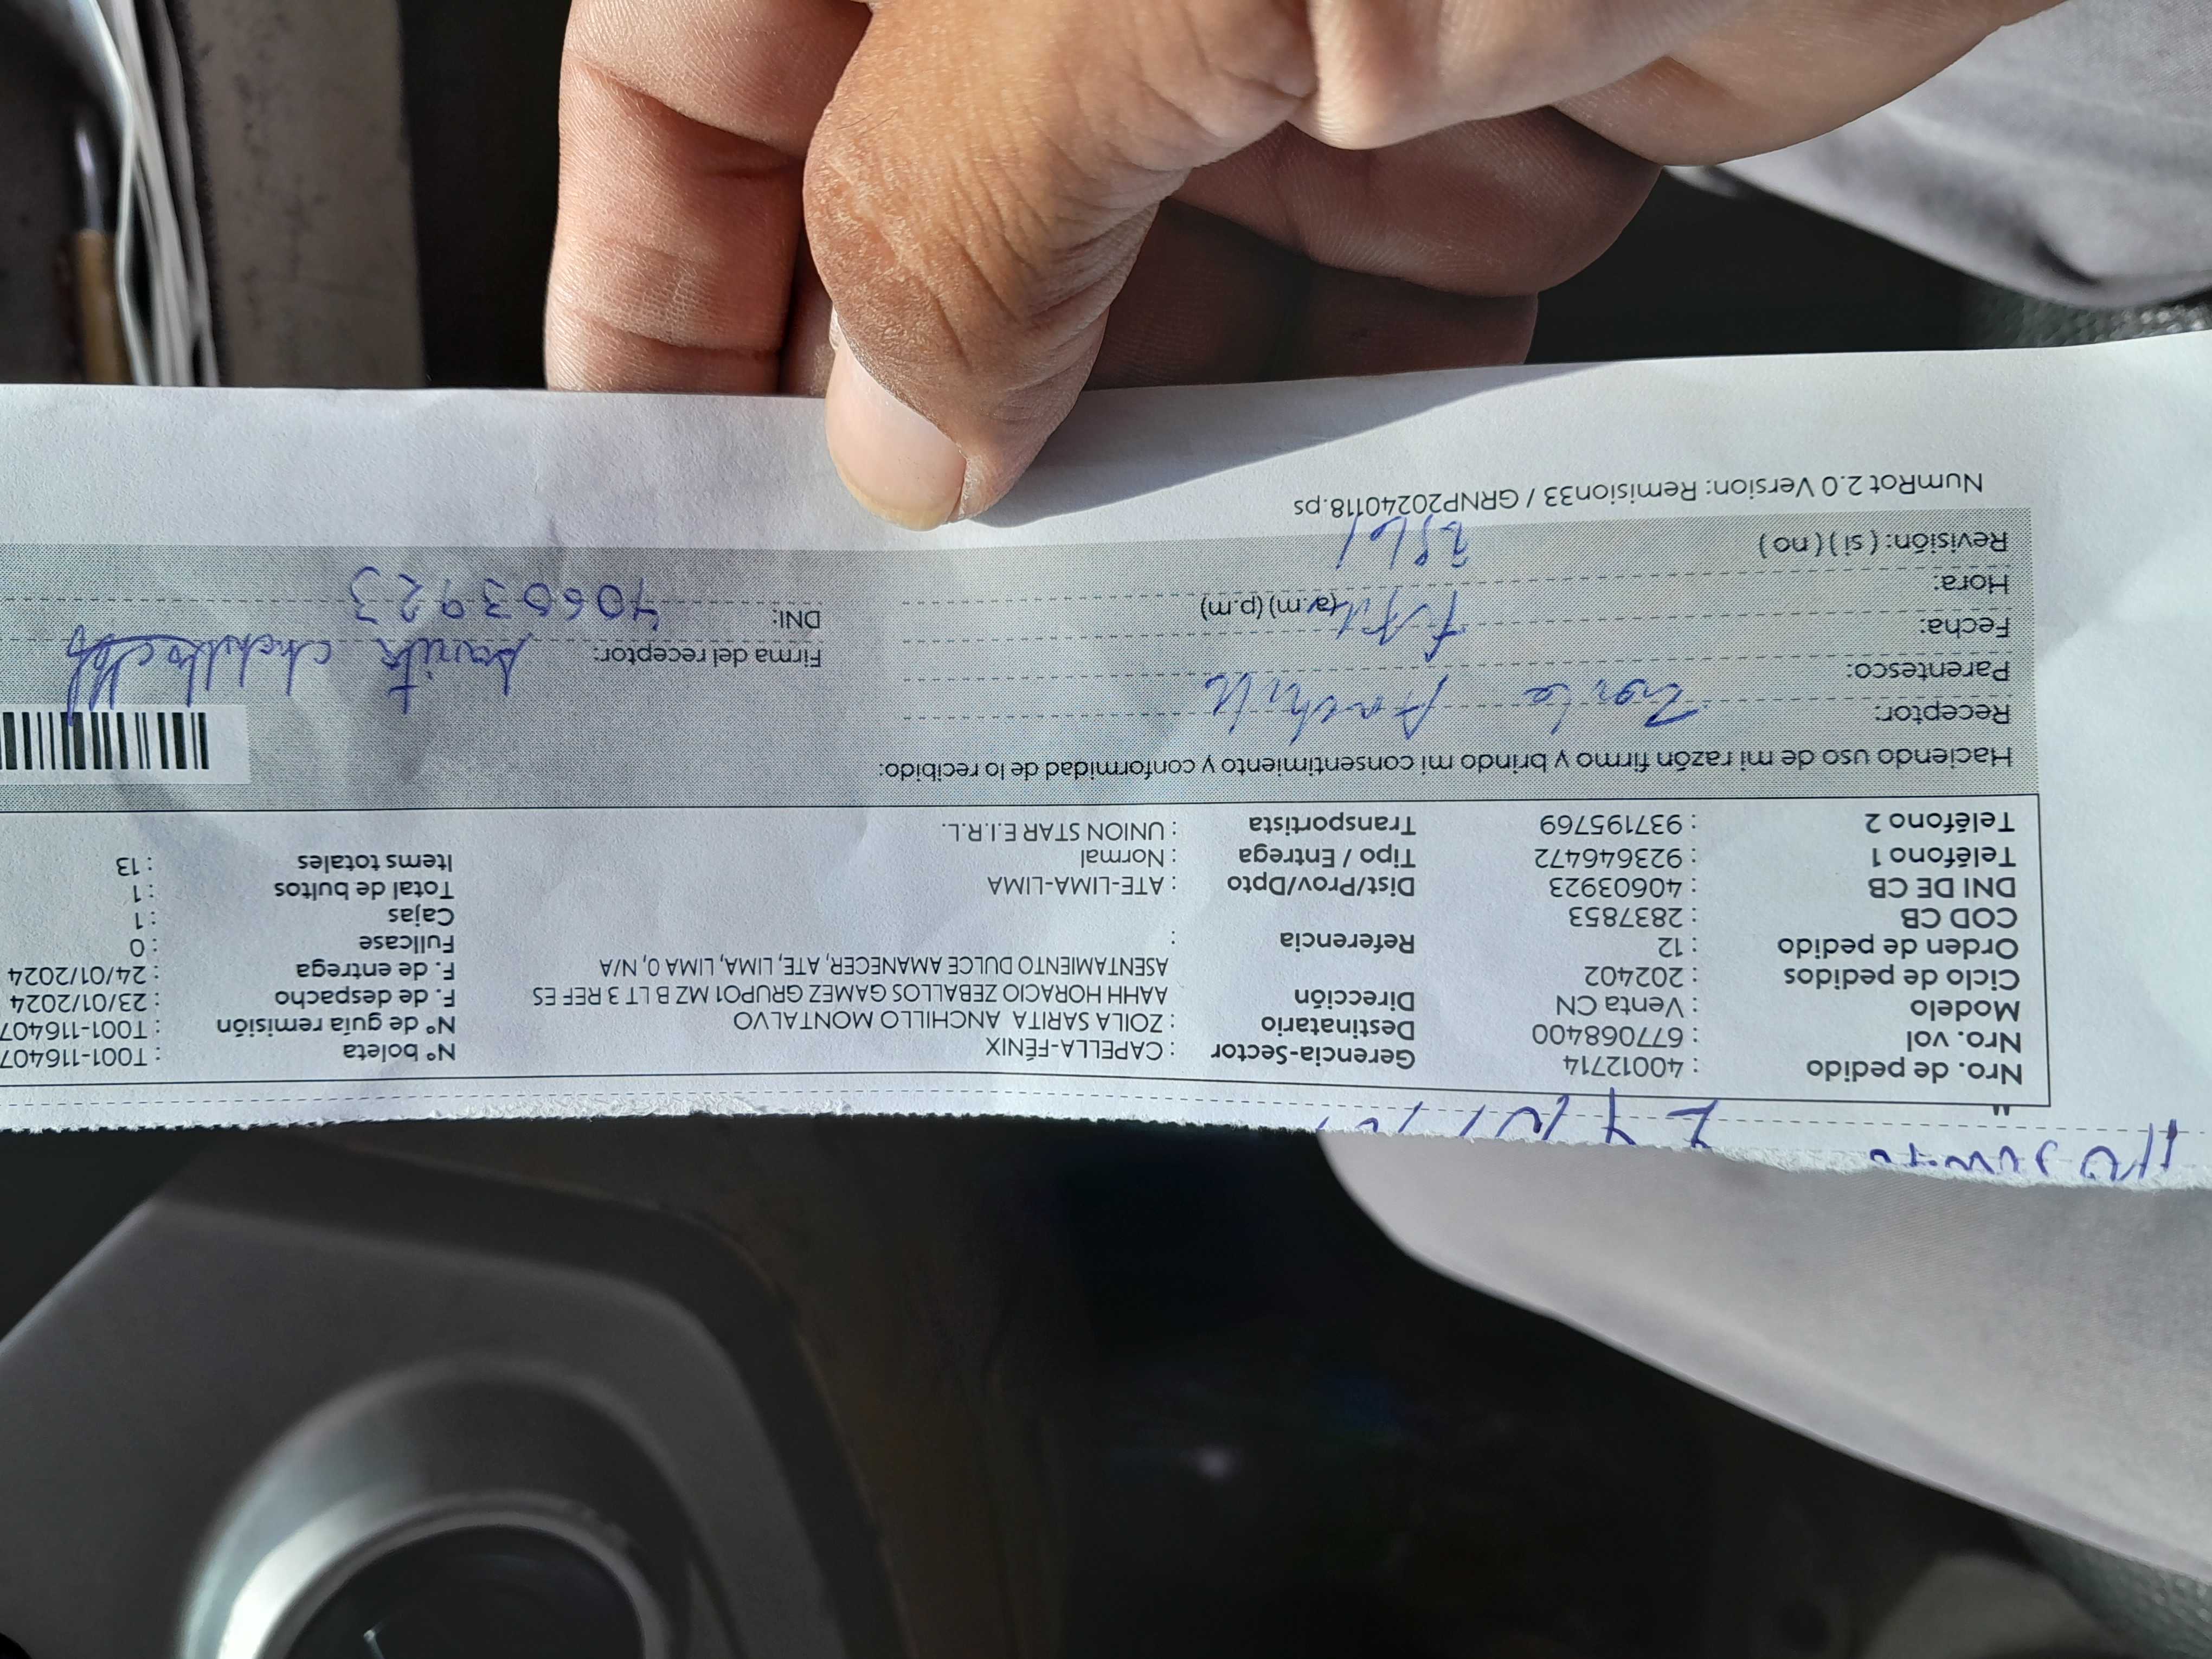 Nro. de pedido : 40012714 Gerencia-Sector : CAPELLA-FÉNIX Nº boleta : T001-116407
Nro. vol : 677068400 Destinatario : ZOILA SARITA ANCHILLO MONTALVO Nº de guía remisión : T001-116407
Modelo : Venta CN Dirección AAHH HORACIO ZEBALLOS GAMEZ GRUPO1 MZ B LT 3 REF ES F. de despacho : 23/01/2024
Ciclo de pedidos : 202402 ASENTAMIENTO DULCE AMANECER, ATE, LIMA, LIMA 0, N/A F. de entrega : 24/01/2024
Orden de pedido : 12 Referencia : Fullcase : 0
COD CB : 2837853 Cajas : 1
DNI DE CB : 40603923 Dist/Prov/Dpto : ATE-LIMA-LIMA Total de bultos : 1
Teléfono 1 : 923646472 Tipo / Entrega : Normal Items totales : 13
Teléfono 2 : 937195769 Transportista : UNION STAR E.I.R.L.
Haciendo uso de mi razón firmo y brindo mi consentimiento y conformidad de lo recibido:
Receptor:
Parentesco:
Firma del receptor:
Fecha:
DNI: 40603923
Hora: (a.m) (p.m)
Revisión: ( si ) ( no )
NumRot 2.0 Version: Remision33 / GRNP20240118.ps